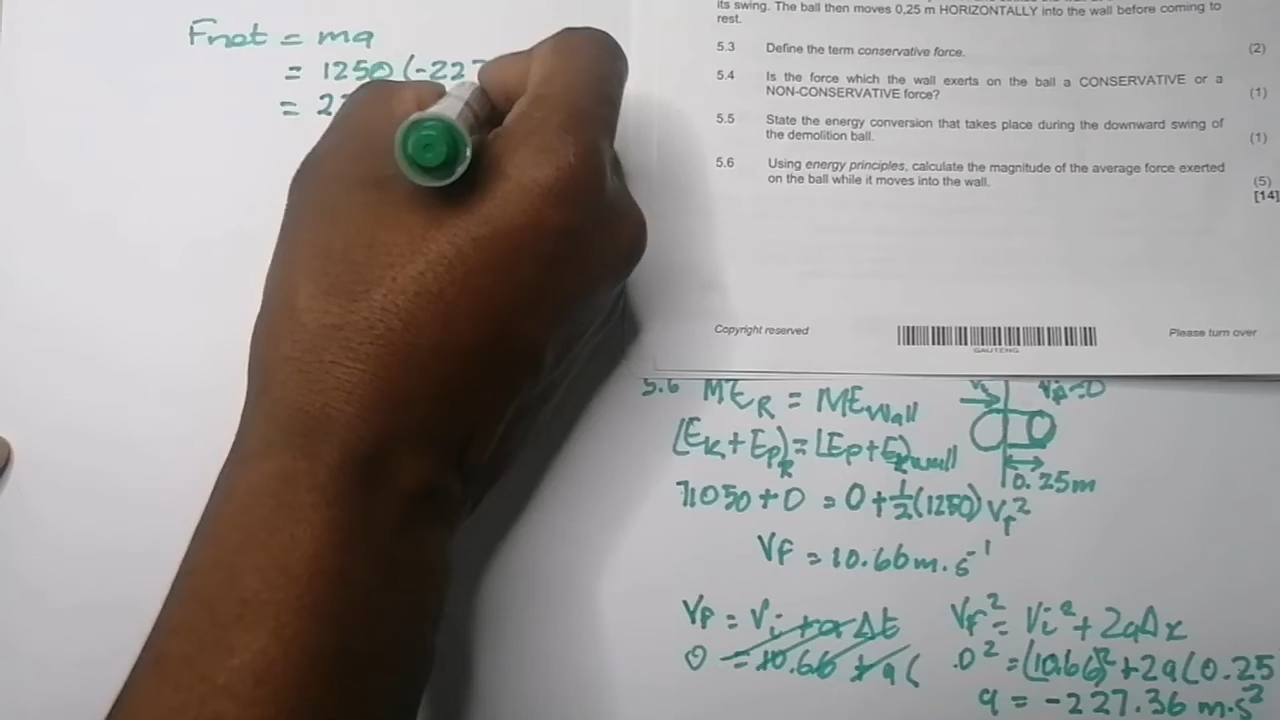 Fnet = ma
= 1250 (-227
= 2
its swing. The ball then moves 0,25 m HORIZONTALLY into the wall before coming to
rest.
5.3 Define the term conservative force. (2)
5.4 Is the force which the wall exerts on the ball a CONSERVATIVE or a
NON-CONSERVATIVE force? (1)
5.5 State the energy conversion that takes place during the downward swing of
the demolition ball. (1)
5.6 Using energy principles, calculate the magnitude of the average force exerted
on the ball while it moves into the wall. (5)
[14]
Copyright reserved Please turn over
GAUTENG
5.6 MER = MEWall
(Ek+Ep)R = (Ep+Ek)wall
0.25m
71050 + 0 = 0 + 1/2(1250) Vf²
Vf = 10.66 m.s-1
Vf = Vi + aΔt
0 = 10.66 + a (
Vf² = Vi² + 2aΔx
0² = (10.66)² + 2a(0.25
a = -227.36 m.s²